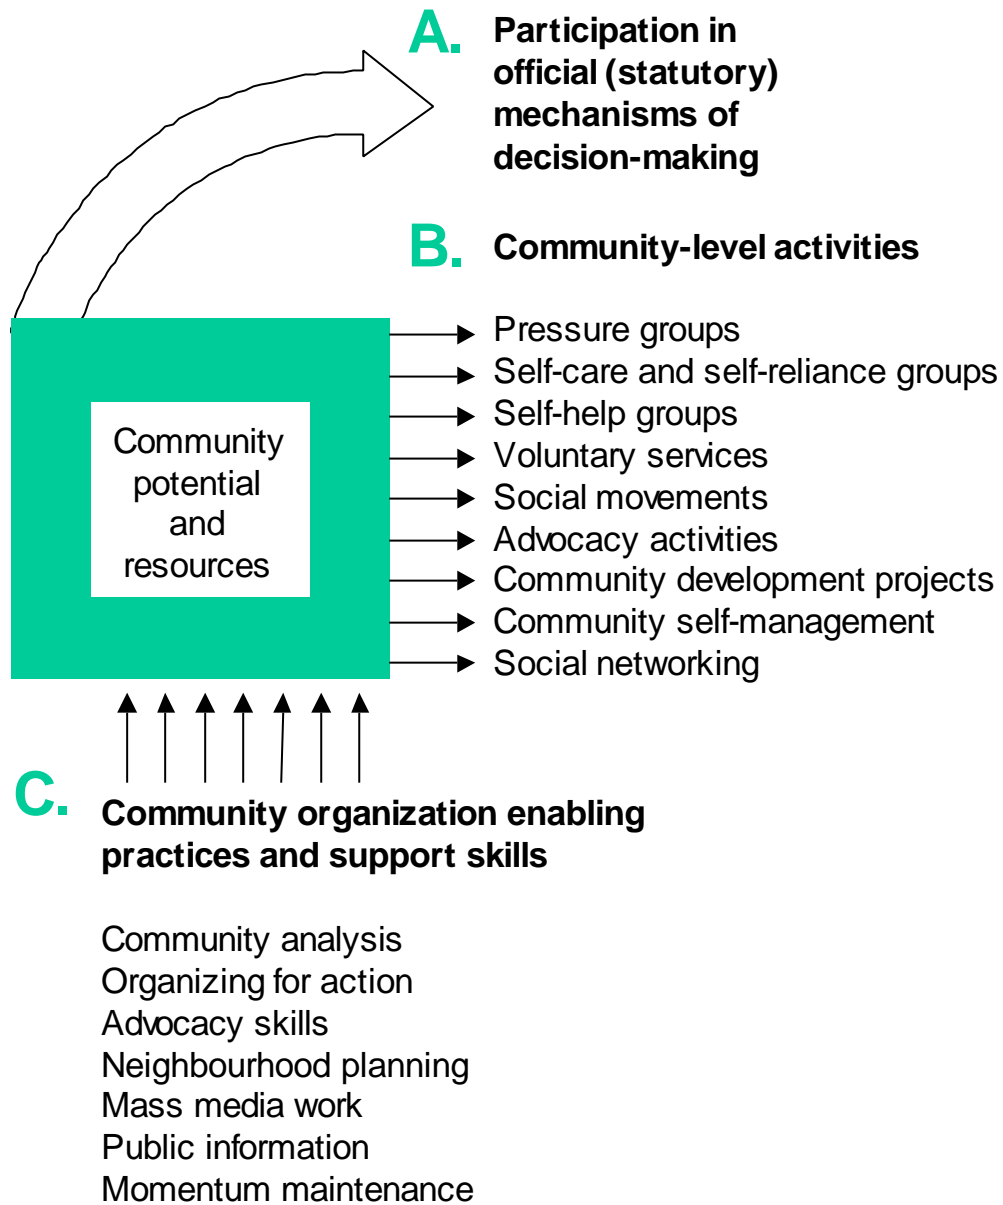 A.
Participation in
official (statutory)
mechanisms of
decision-making
B.
Community-level activities
Pressure groups
Self-care and self-reliance groups
Self-help groups
Voluntary services
Social movements
Advocacy activities
Community development projects
Community self-management
Social networking
Community
potential
and
resources
C.
Community organization enabling
practices and support skills
Community analysis
Organizing for action
Advocacy skills
Neighbourhood planning
Mass media work
Public information
Momentum maintenance